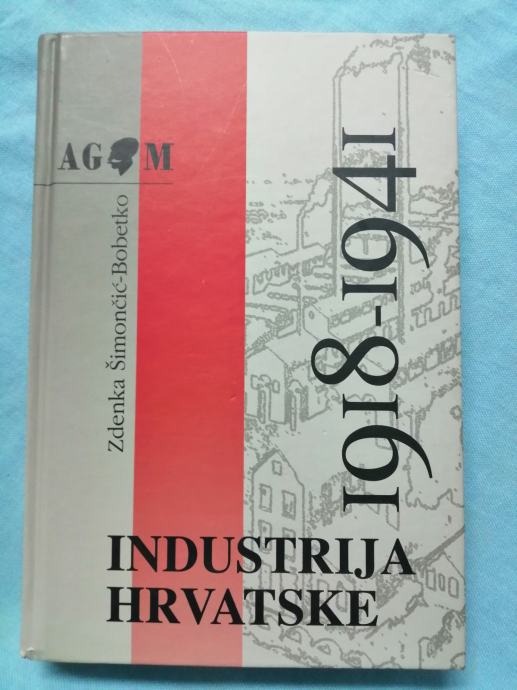 AGM
Zdenka Šimončić-Bobetko
1918-1941
INDUSTRIJA
HRVATSKE